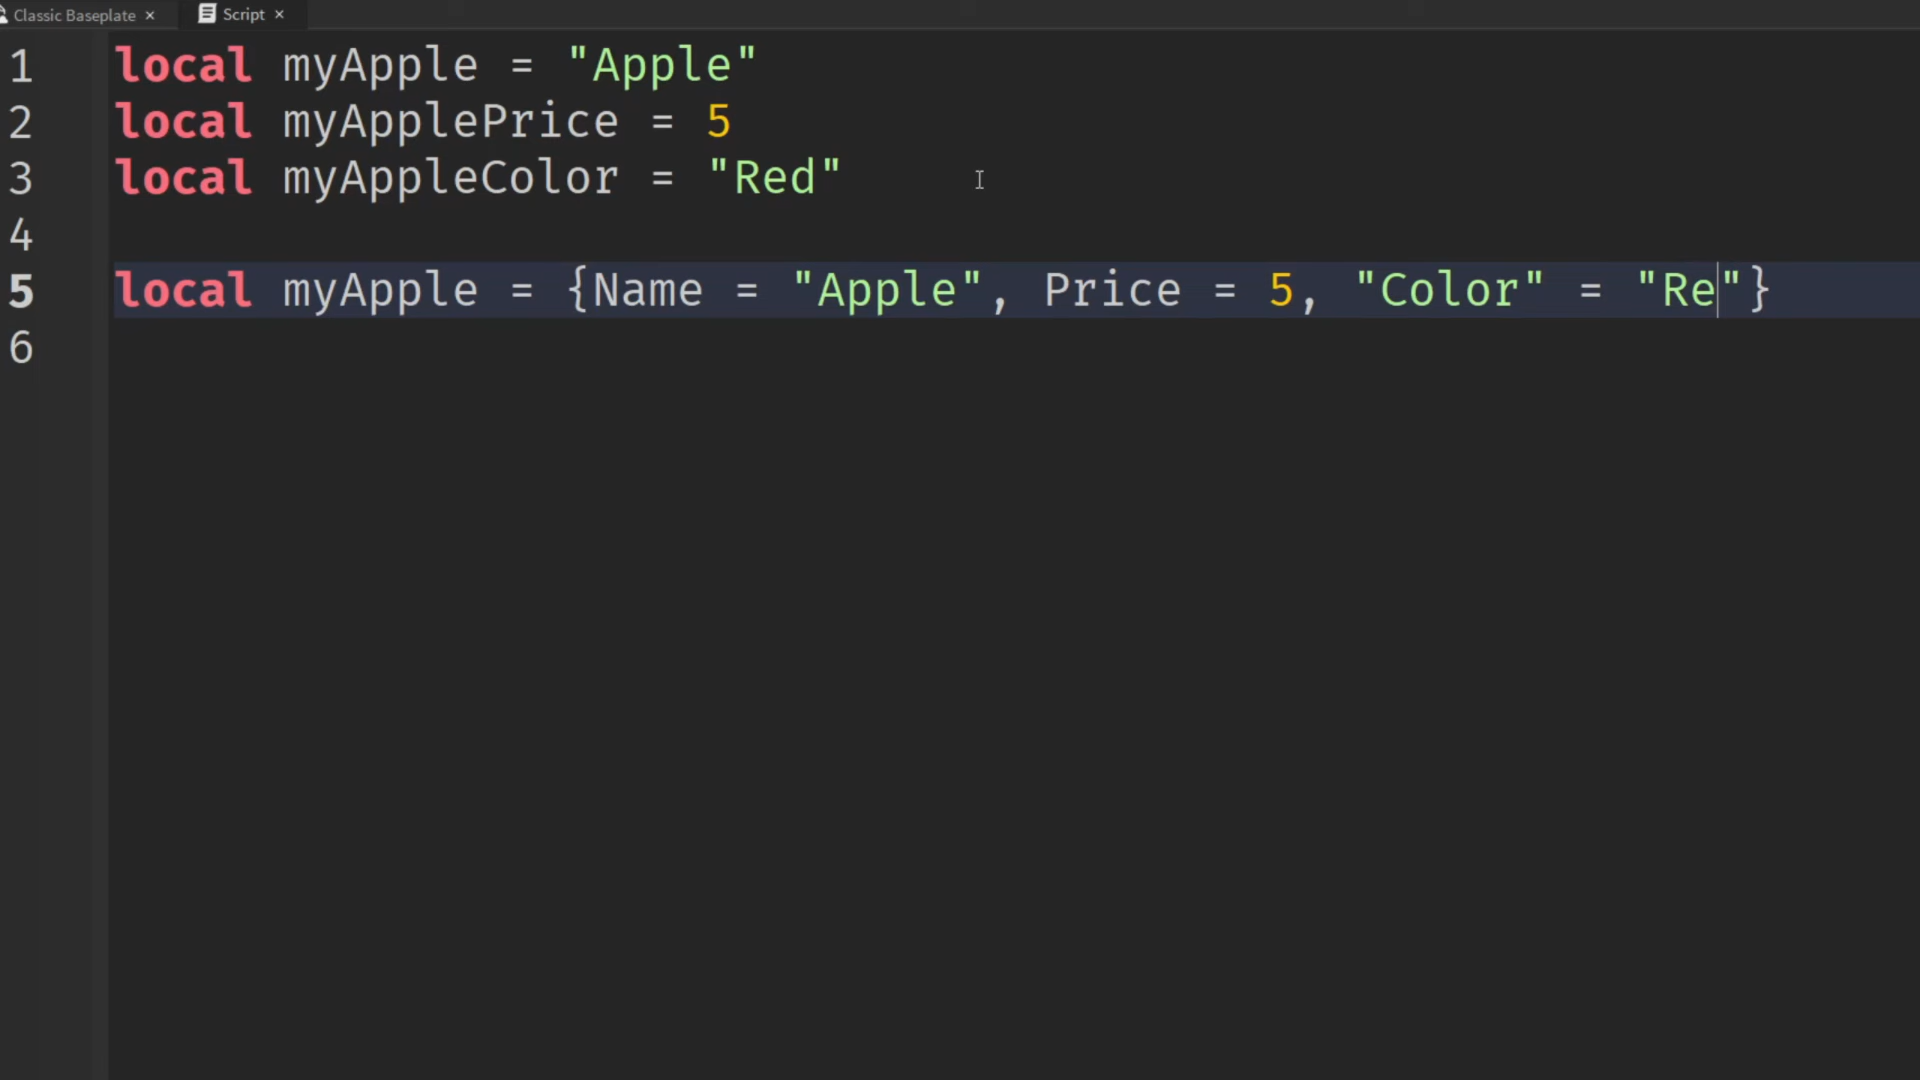 Classic Baseplate × Script ×
1 local myApple = "Apple"
2 local myApplePrice = 5
3 local myAppleColor = "Red"
4
5 local myApple = {Name = "Apple", Price = 5, "Color" = "Re"}
6